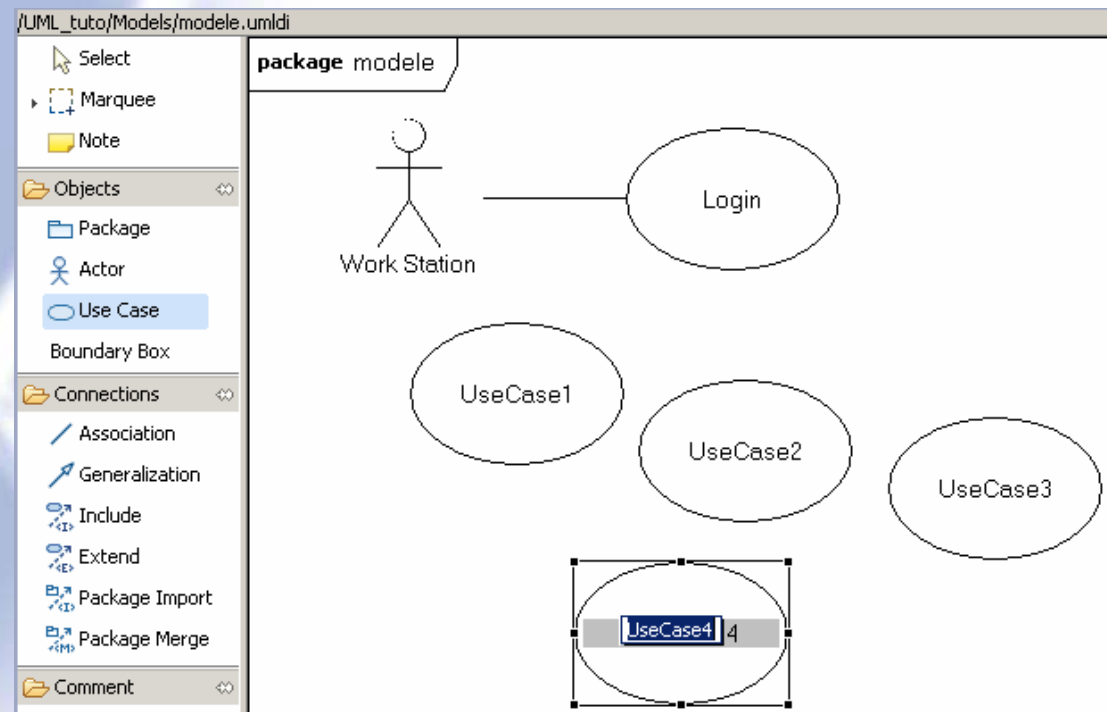 /UML_tuto/Models/modele.umldi
Select
Marquee
Note
Objects
Package
Actor
Use Case
Boundary Box
Connections
Association
Generalization
Include
Extend
Package Import
Package Merge
Comment
package modele
Work Station
Login
UseCase1
UseCase2
UseCase3
UseCase4 4